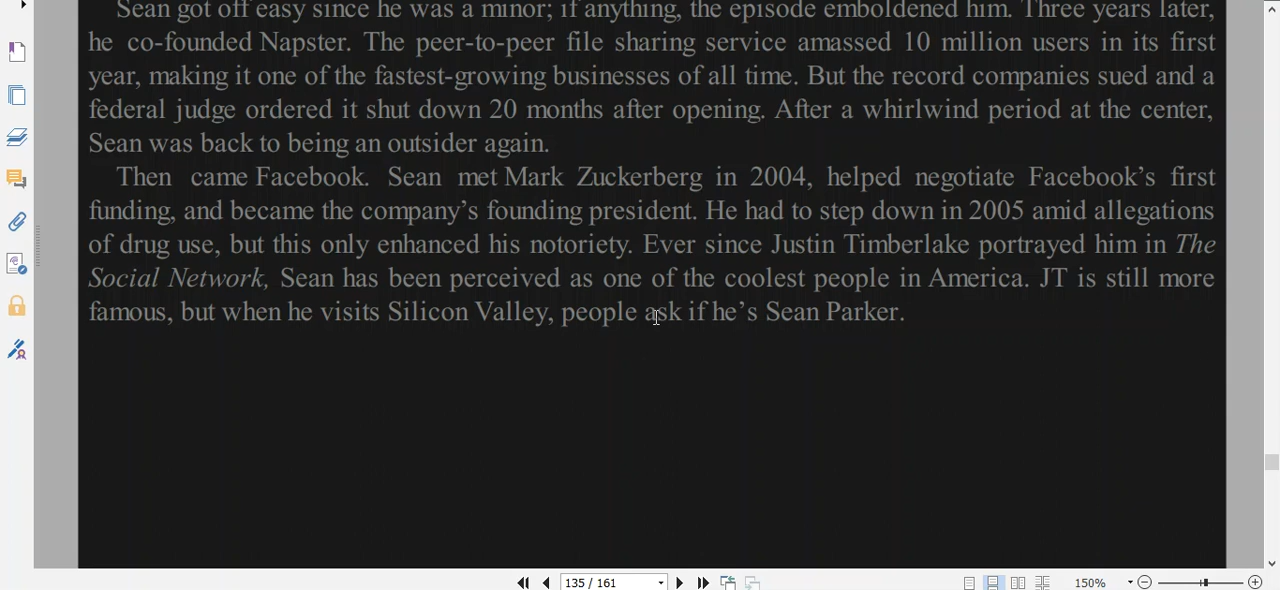 Sean got off easy since he was a minor; if anything, the episode emboldened him. Three years later,
he co-founded Napster. The peer-to-peer file sharing service amassed 10 million users in its first
year, making it one of the fastest-growing businesses of all time. But the record companies sued and a
federal judge ordered it shut down 20 months after opening. After a whirlwind period at the center,
Sean was back to being an outsider again.
Then came Facebook. Sean met Mark Zuckerberg in 2004, helped negotiate Facebook’s first
funding, and became the company’s founding president. He had to step down in 2005 amid allegations
of drug use, but this only enhanced his notoriety. Ever since Justin Timberlake portrayed him in The
Social Network, Sean has been perceived as one of the coolest people in America. JT is still more
famous, but when he visits Silicon Valley, people ask if he’s Sean Parker.
135 / 161
150%